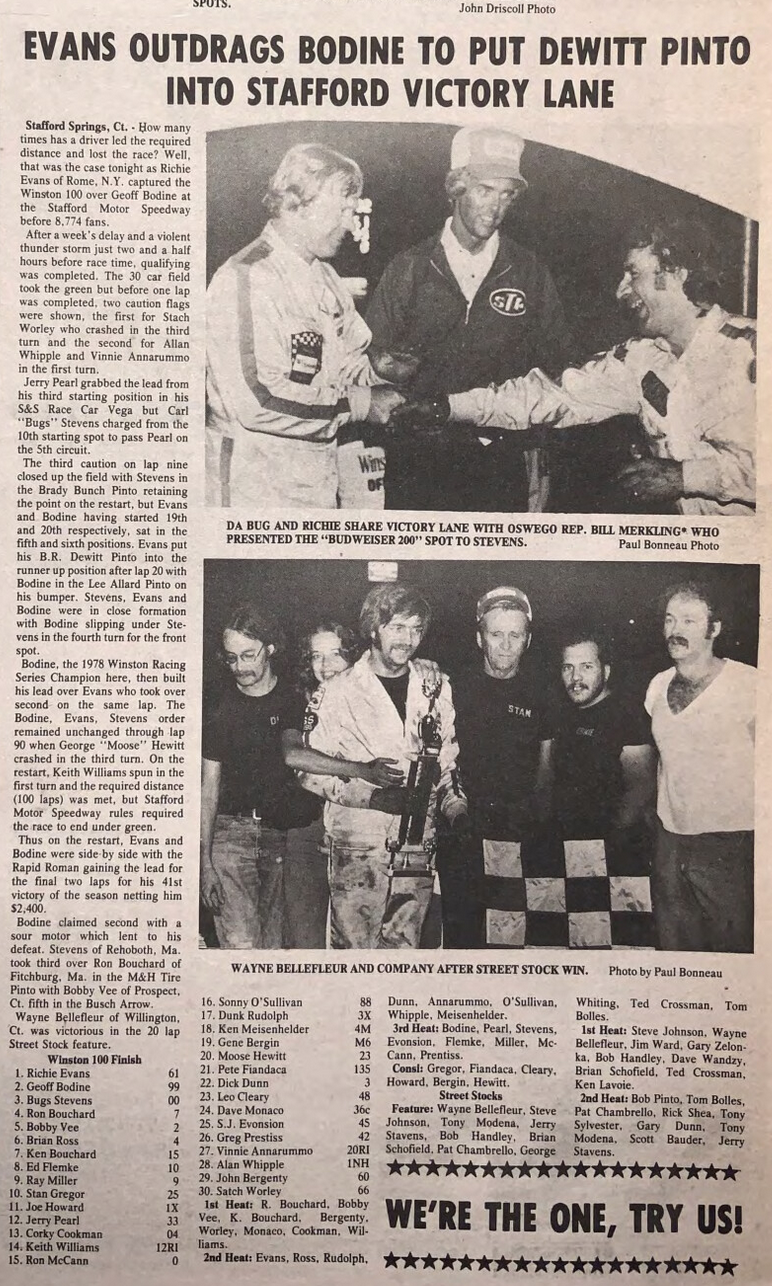 SPOTS.
John Driscoll Photo
EVANS OUTDRAGS BODINE TO PUT DEWITT PINTO
INTO STAFFORD VICTORY LANE
Stafford Springs, Ct. - How many
times has a driver led the required
distance and lost the race? Well,
that was the case tonight as Richie
Evans of Rome, N.Y. captured the
Winston 100 over Geoff Bodine at
the Stafford Motor Speedway
before 8,774 fans.
After a week's delay and a violent
thunder storm just two and a half
hours before race time, qualifying
was completed. The 30 car field
took the green but before one lap
was completed, two caution flags
were shown, the first for Stach
Worley who crashed in the third
turn and the second for Allan
Whipple and Vinnie Annarummo
in the first turn.
Jerry Pearl grabbed the lead from
his third starting position in his
S&S Race Car Vega but Carl
"Bugs" Stevens charged from the
10th starting spot to pass Pearl on
the 5th circuit.
The third caution on lap nine
closed up the field with Stevens in
the Brady Bunch Pinto retaining
the point on the restart, but Evans
and Bodine having started 19th
and 20th respectively, sat in the
fifth and sixth positions. Evans put
his B.R. Dewitt Pinto into the
runner up position after lap 20 with
Bodine in the Lee Allard Pinto on
his bumper. Stevens, Evans and
Bodine were in close formation
with Bodine slipping under Ste-
vens in the fourth turn for the front
spot.
Bodine, the 1978 Winston Racing
Series Champion here, then built
his lead over Evans who took over
second on the same lap. The
Bodine, Evans, Stevens order
remained unchanged through lap
90 when George "Moose" Hewitt
crashed in the third turn. On the
restart, Keith Williams spun in the
first turn and the required distance
(100 laps) was met, but Stafford
Motor Speedway rules required
the race to end under green.
Thus on the restart, Evans and
Bodine were side by side with the
Rapid Roman gaining the lead for
the final two laps for his 41st
victory of the season netting him
$2,400.
Bodine claimed second with a
sour motor which lent to his
defeat. Stevens of Rehoboth, Ma.
took third over Ron Bouchard of
Fitchburg, Ma. in the M&H Tire
Pinto with Bobby Vee of Prospect,
Ct. fifth in the Busch Arrow.
Wayne Bellefleur of Willington,
Ct. was victorious in the 20 lap
Street Stock feature.
Winston 100 Finish
1. Richie Evans 61
2. Geoff Bodine 99
3. Bugs Stevens 00
4. Ron Bouchard 7
5. Bobby Vee 2
6. Brian Ross 4
7. Ken Bouchard 15
8. Ed Flemke 10
9. Ray Miller 9
10. Stan Gregor 25
11. Joe Howard 1X
12. Jerry Pearl 33
13. Corky Cookman 04
14. Keith Williams 12RI
15. Ron McCann 0
STP
Wins
OF
DA BUG AND RICHIE SHARE VICTORY LANE WITH OSWEGO REP. BILL MERKLING* WHO
PRESENTED THE "BUDWEISER 200" SPOT TO STEVENS. Paul Bonneau Photo
STAN
WAYNE BELLEFLEUR AND COMPANY AFTER STREET STOCK WIN. Photo by Paul Bonneau
16. Sonny O'Sullivan 88
17. Dunk Rudolph 3X
18. Ken Meisenhelder 4M
19. Gene Bergin M6
20. Moose Hewitt 23
21. Pete Fiandaca 135
22. Dick Dunn 3
23. Leo Cleary 48
24. Dave Monaco 36c
25. S.J. Evonsion 45
26. Greg Prestiss 42
27. Vinnie Annarummo 20RI
28. Alan Whipple 1NH
29. John Bergenty 60
30. Satch Worley 66
1st Heat: R. Bouchard, Bobby
Vee, K. Bouchard, Bergenty,
Worley, Monaco, Cookman, Wil-
liams.
2nd Heat: Evans, Ross, Rudolph,
Dunn, Annarummo, O'Sullivan,
Whipple, Meisenhelder.
3rd Heat: Bodine, Pearl, Stevens,
Evonsion, Flemke, Miller, Mc-
Cann, Prentiss.
Consi: Gregor, Fiandaca, Cleary,
Howard, Bergin, Hewitt.
Street Stocks
Feature: Wayne Bellefleur, Steve
Johnson, Tony Modena, Jerry
Stavens, Bob Handley, Brian
Schofield, Pat Chambrello, George
Whiting, Ted Crossman, Tom
Bolles.
1st Heat: Steve Johnson, Wayne
Bellefleur, Jim Ward, Gary Zelon-
ka, Bob Handley, Dave Wandzy,
Brian Schofield, Ted Crossman,
Ken Lavoie.
2nd Heat: Bob Pinto, Tom Bolles,
Pat Chambrello, Rick Shea, Tony
Sylvester, Gary Dunn, Tony
Modena, Scott Bauder, Jerry
Stavens.
WE'RE THE ONE, TRY US!